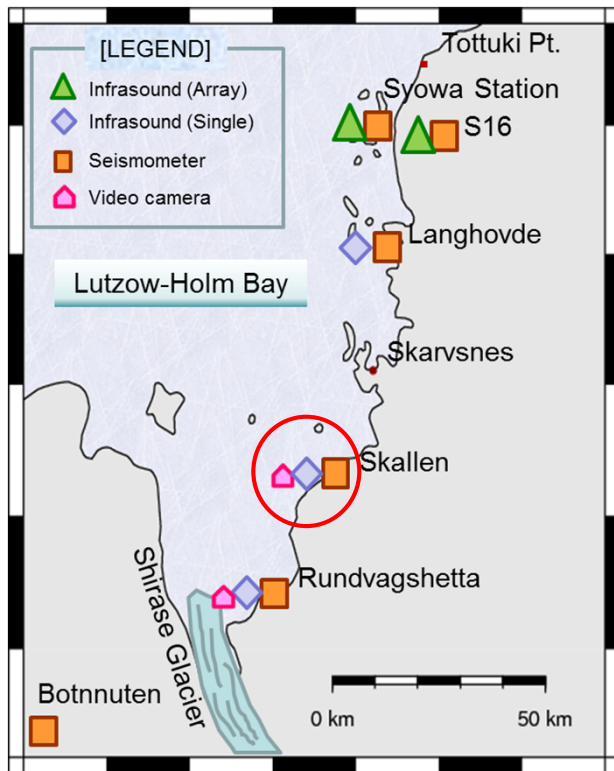 [LEGEND]
Infrasound (Array)
Infrasound (Single)
Seismometer
Video camera
Tottuki Pt.
Syowa Station
S16
Langhovde
Lutzow-Holm Bay
Skarvsnes
Skallen
Rundvagshetta
Shirase Glacier
Botnnuten
0 km
50 km